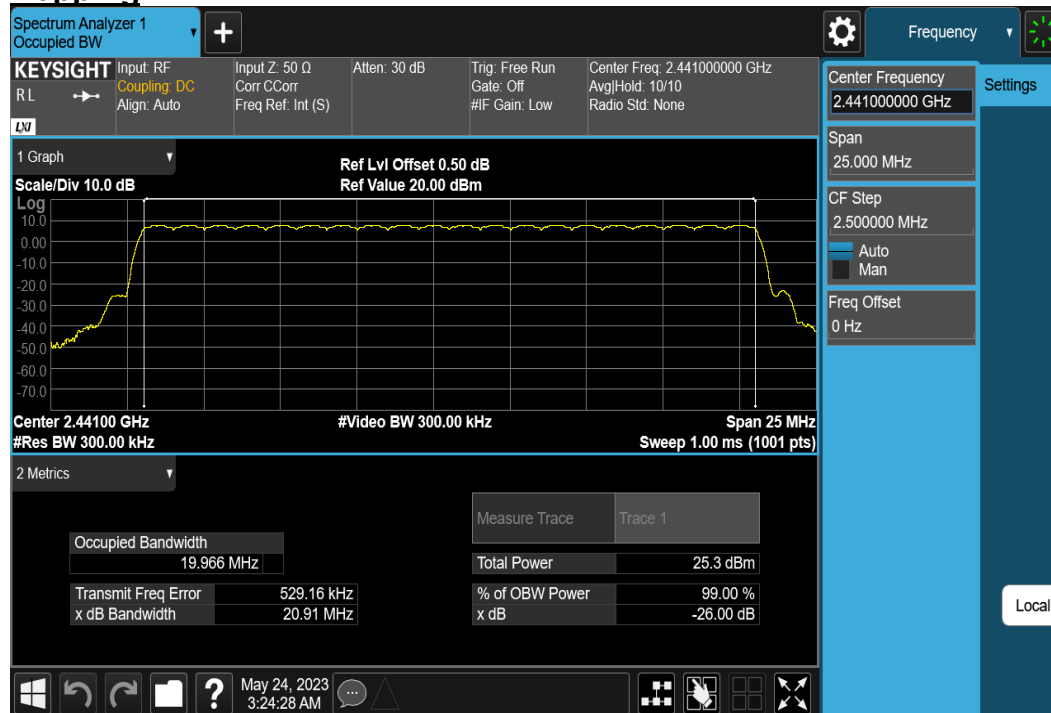 Spectrum Analyzer 1
Occupied BW
Frequency
KEYSIGHT
R L
LXI
Input: RF
Coupling: DC
Align: Auto
Input Z: 50 Ω
Corr CCorr
Freq Ref: Int (S)
Atten: 30 dB
Trig: Free Run
Gate: Off
#IF Gain: Low
Center Freq: 2.441000000 GHz
Avg|Hold: 10/10
Radio Std: None
Center Frequency
2.441000000 GHz
Settings
Span
25.000 MHz
CF Step
2.500000 MHz
Auto
Man
Freq Offset
0 Hz
Local
1 Graph
Scale/Div 10.0 dB
Ref Lvl Offset 0.50 dB
Ref Value 20.00 dBm
Log
10.0
0.00
-10.0
-20.0
-30.0
-40.0
-50.0
-60.0
-70.0
Center 2.44100 GHz
#Video BW 300.00 kHz
Span 25 MHz
#Res BW 300.00 kHz
Sweep 1.00 ms (1001 pts)
2 Metrics
Measure Trace
Trace 1
Occupied Bandwidth
19.966 MHz
Total Power
25.3 dBm
Transmit Freq Error
529.16 kHz
% of OBW Power
99.00 %
x dB Bandwidth
20.91 MHz
x dB
-26.00 dB
?
May 24, 2023
3:24:28 AM